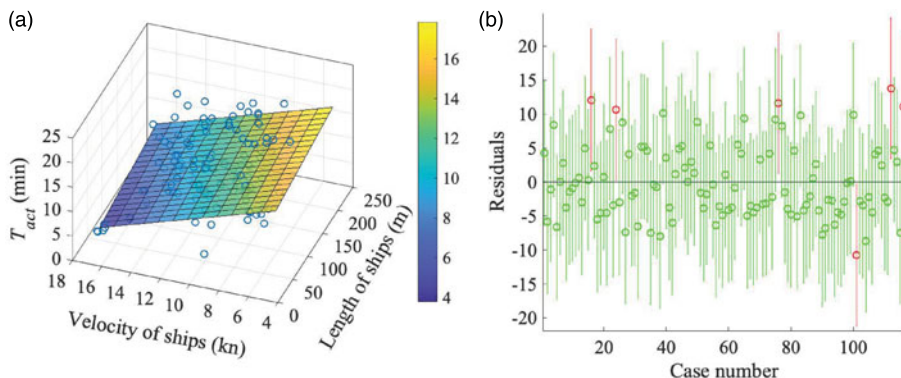 (a)
25
20
15
10
5
0
T_act (min)
18 16 14 12 10 8 6 4
Velocity of ships (kn)
0 50 100 150 200 250
Length of ships (m)
16
14
12
10
8
6
4
(b)
20
15
10
5
0
-5
-10
-15
-20
Residuals
20 40 60 80 100
Case number